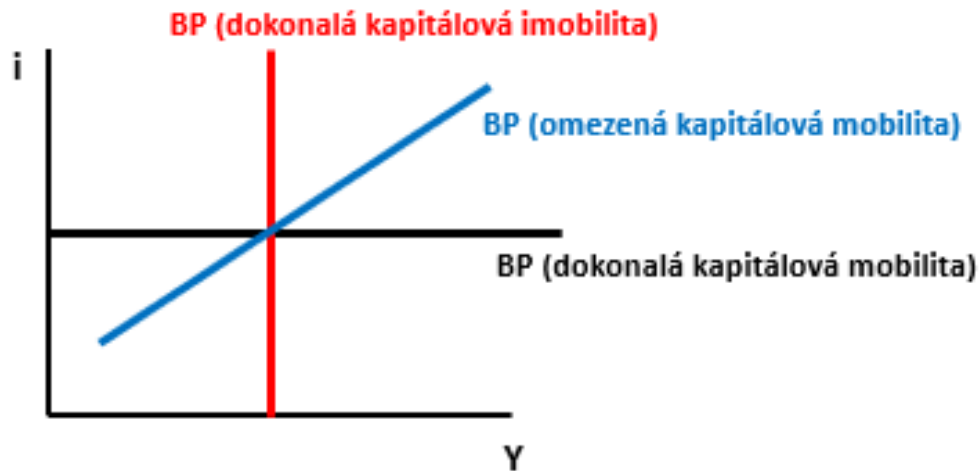 BP (dokonalá kapitálová imobilita)
i
BP (omezená kapitálová mobilita)
BP (dokonalá kapitálová mobilita)
Y